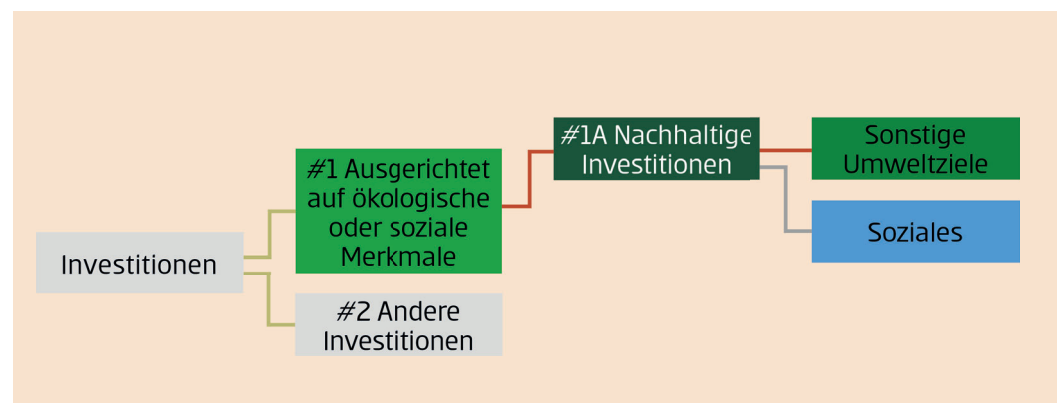 Investitionen
#1 Ausgerichtet
auf ökologische
oder soziale
Merkmale
#2 Andere
Investitionen
#1A Nachhaltige
Investitionen
Sonstige
Umweltziele
Soziales